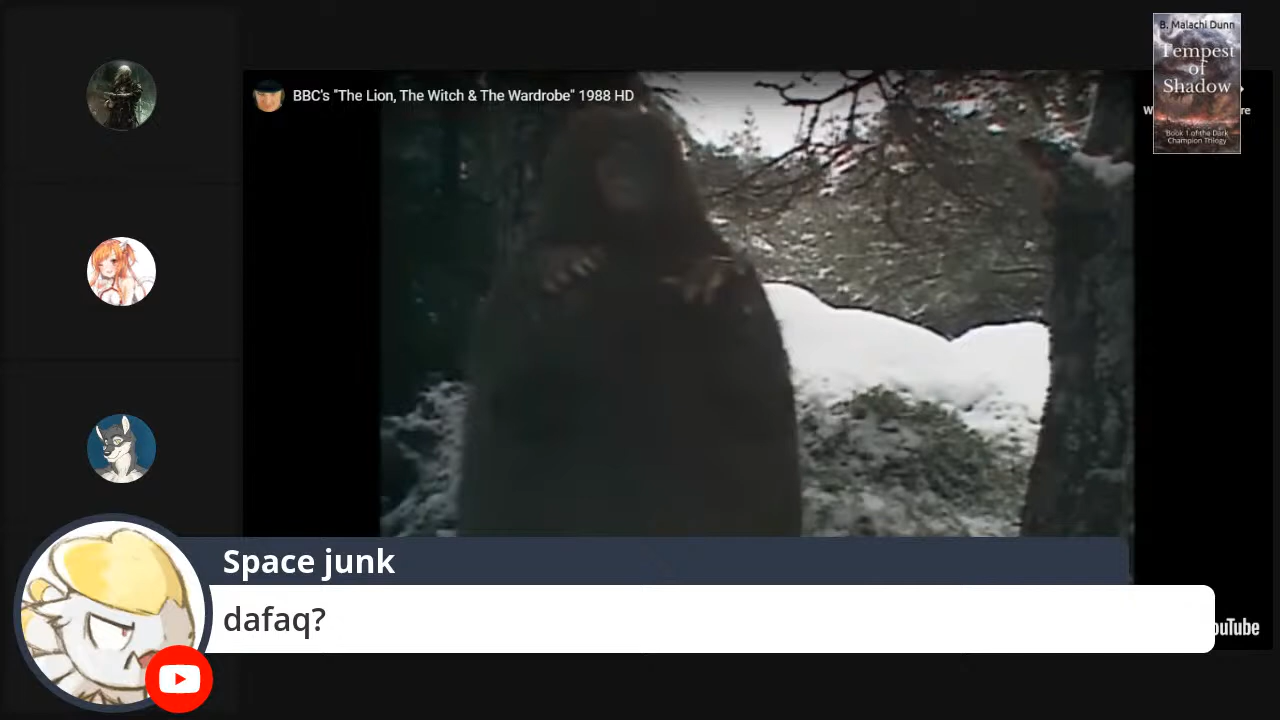 BBC's "The Lion, The Witch & The Wardrobe" 1988 HD
B. Malachi Dunn
Tempest
of
Shadow
Book 1 of the Dark
Champion Trilogy
Space junk
dafaq?
ouTube